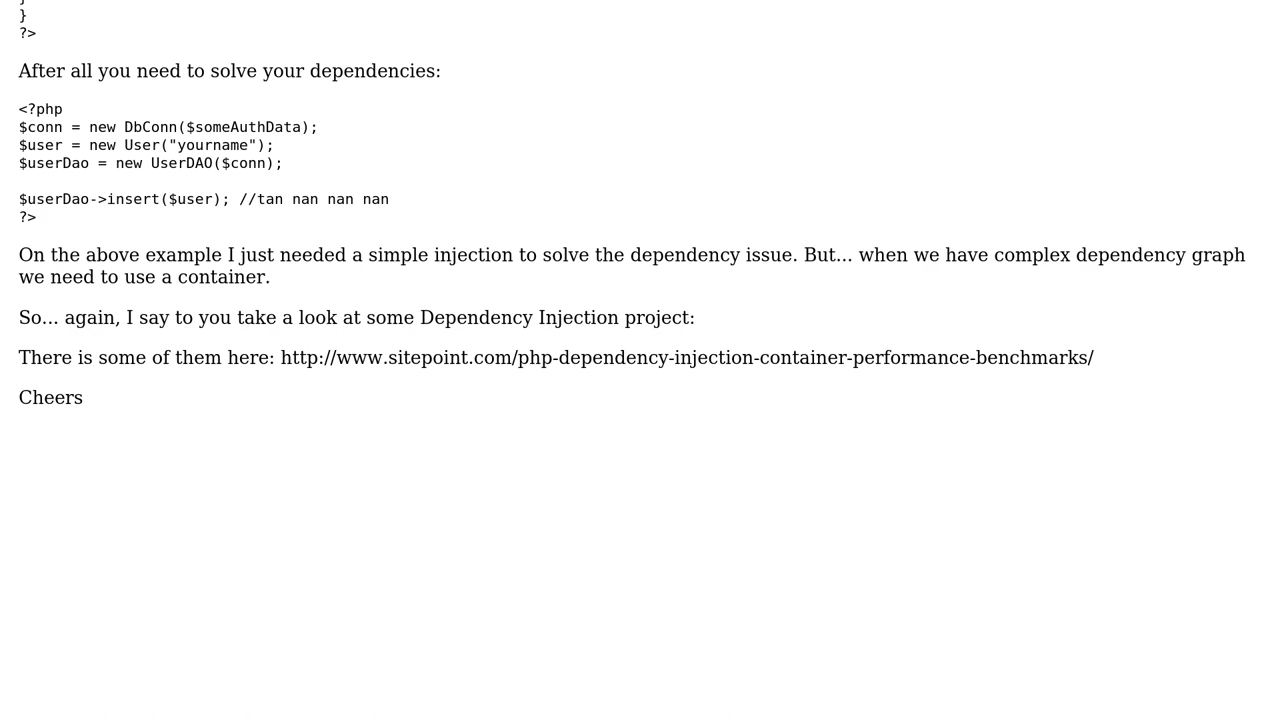 }
?>
After all you need to solve your dependencies:
<?php
$conn = new DbConn($someAuthData);
$user = new User("yourname");
$userDao = new UserDAO($conn);
$userDao->insert($user); //tan nan nan nan
?>
On the above example I just needed a simple injection to solve the dependency issue. But... when we have complex dependency graph
we need to use a container.
So... again, I say to you take a look at some Dependency Injection project:
There is some of them here: http://www.sitepoint.com/php-dependency-injection-container-performance-benchmarks/
Cheers